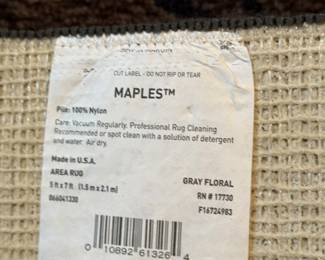 CUT LABEL - DO NOT RIP OR TEAR
MAPLES™
Pile: 100% Nylon
Care: Vacuum Regularly. Professional Rug Cleaning
Recommended or spot clean with a solution of detergent
and water. Air dry.
Made in U.S.A.
AREA RUG
GRAY FLORAL
5 ft x 7 ft (1.5 m x 2.1 m)
RN # 17730
066041330
F16724983
0 10892 61326 4